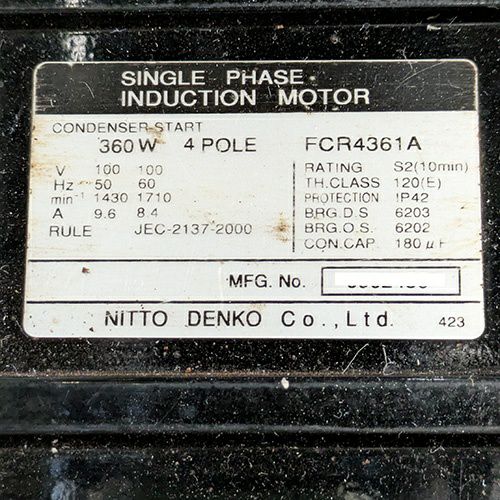 SINGLE PHASE
INDUCTION MOTOR
CONDENSER-START
360W 4 POLE FCR4361A
V 100 100 RATING S2(10min)
Hz 50 60 TH.CLASS 120(E)
min⁻¹ 1430 1710 PROTECTION IP42
A 9.6 8.4 BRG.D.S 6203
RULE JEC-2137-2000 BRG.O.S. 6202
CON.CAP. 180μF
MFG. No.
NITTO DENKO Co.,Ltd. 423